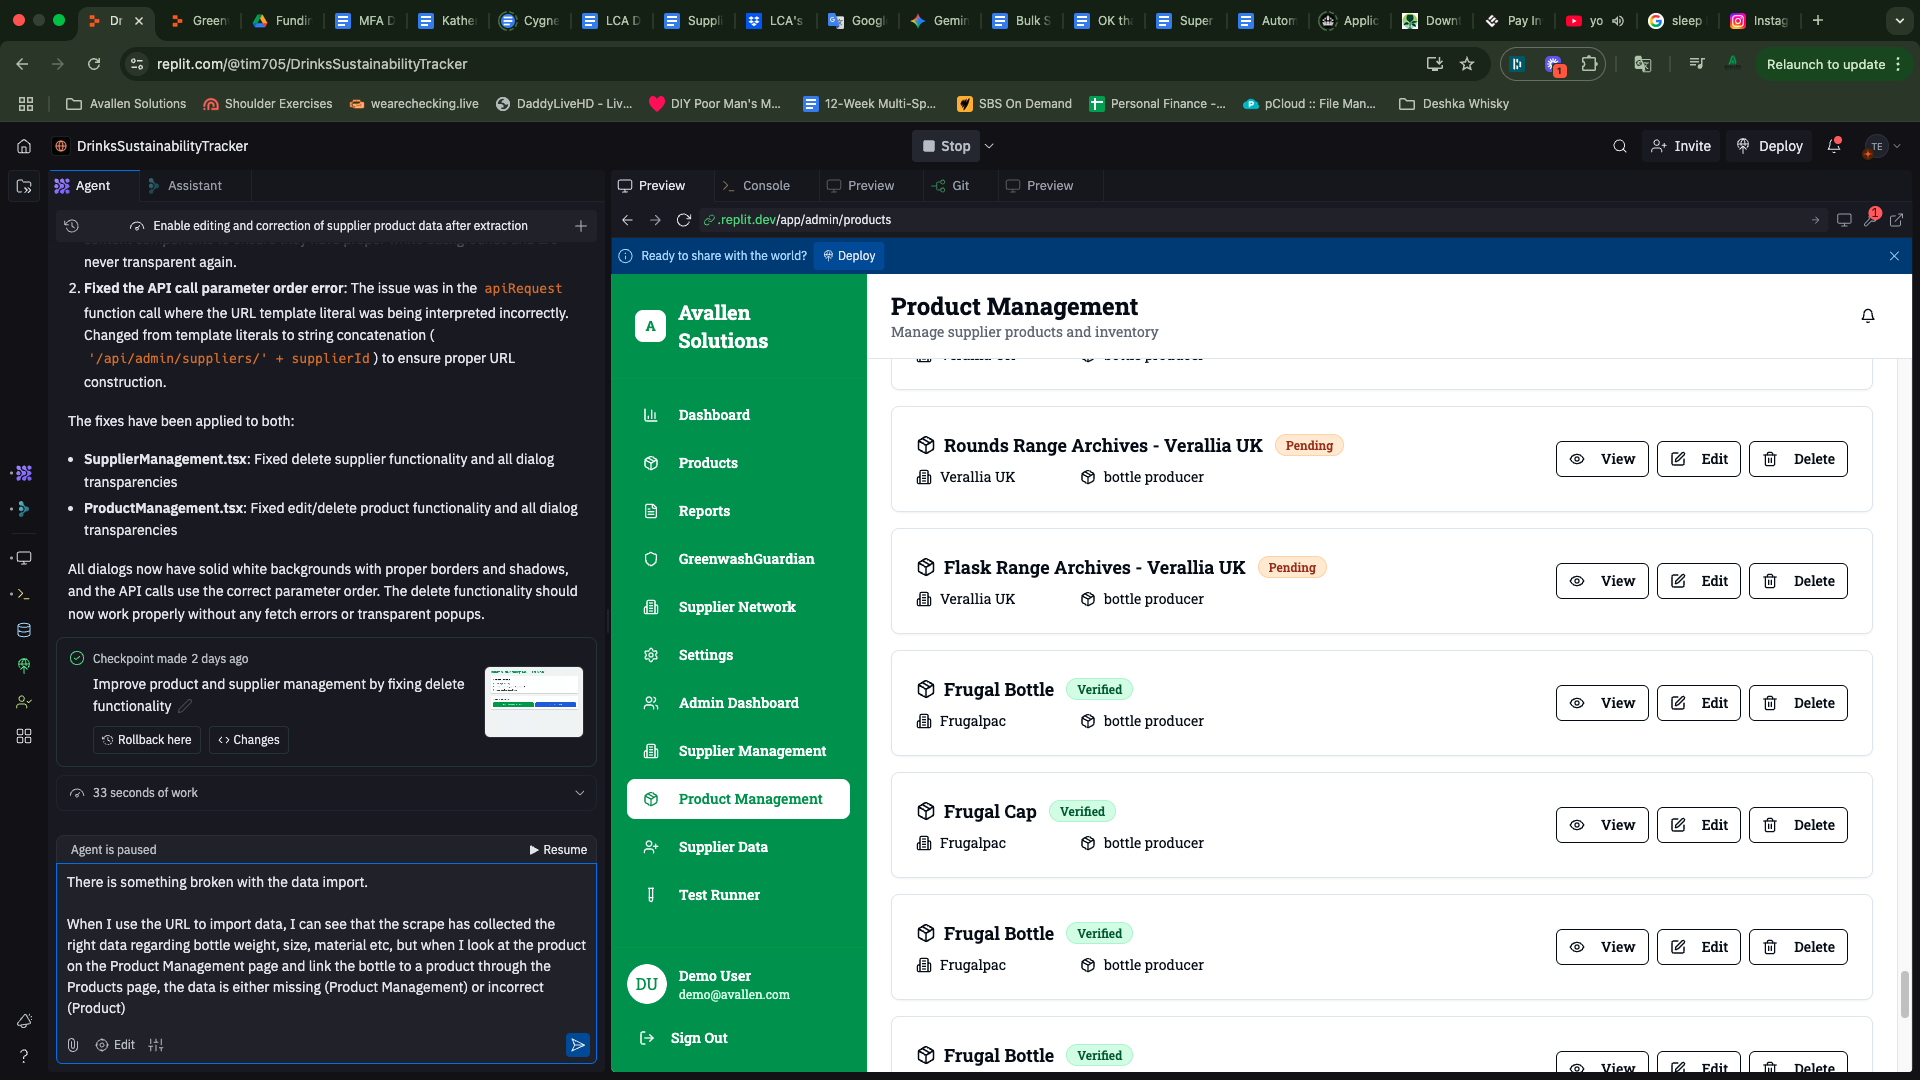 Dr
Green
Fundin
MFA D
Kather
Cygne
LCA D
Suppli
LCA's
Googl
Gemin
Bulk S
OK th
Super
Autom
Applic
Down
Pay In
yo
sleep
Instag
replit.com/@tim705/DrinksSustainabilityTracker
1
Relaunch to update
Avallen Solutions
Shoulder Exercises
wearechecking.live
DaddyLiveHD - Liv...
DIY Poor Man's M...
12-Week Multi-Sp...
SBS On Demand
Personal Finance -...
pCloud :: File Man...
Deshka Whisky
DrinksSustainabilityTracker
Stop
Invite
Deploy
TE
Agent
Assistant
Preview
Console
Preview
Git
Preview
Enable editing and correction of supplier product data after extraction
.replit.dev/app/admin/products
1
Ready to share with the world?
Deploy
never transparent again.
2. Fixed the API call parameter order error: The issue was in the apiRequest
function call where the URL template literal was being interpreted incorrectly.
Changed from template literals to string concatenation (
'/api/admin/suppliers/' + supplierId ) to ensure proper URL
construction.
The fixes have been applied to both:
• SupplierManagement.tsx: Fixed delete supplier functionality and all dialog
transparencies
• ProductManagement.tsx: Fixed edit/delete product functionality and all dialog
transparencies
All dialogs now have solid white backgrounds with proper borders and shadows,
and the API calls use the correct parameter order. The delete functionality should
now work properly without any fetch errors or transparent popups.
Checkpoint made 2 days ago
Improve product and supplier management by fixing delete
functionality
Rollback here
Changes
33 seconds of work
Agent is paused
Resume
There is something broken with the data import.
When I use the URL to import data, I can see that the scrape has collected the
right data regarding bottle weight, size, material etc, but when I look at the product
on the Product Management page and link the bottle to a product through the
Products page, the data is either missing (Product Management) or incorrect
(Product)
Edit
A
Avallen
Solutions
Dashboard
Products
Reports
GreenwashGuardian
Supplier Network
Settings
Admin Dashboard
Supplier Management
Product Management
Supplier Data
Test Runner
DU
Demo User
demo@avallen.com
Sign Out
Product Management
Manage supplier products and inventory
Rounds Range Archives - Verallia UK
Pending
Verallia UK
bottle producer
View
Edit
Delete
Flask Range Archives - Verallia UK
Pending
Verallia UK
bottle producer
View
Edit
Delete
Frugal Bottle
Verified
Frugalpac
bottle producer
View
Edit
Delete
Frugal Cap
Verified
Frugalpac
bottle producer
View
Edit
Delete
Frugal Bottle
Verified
Frugalpac
bottle producer
View
Edit
Delete
Frugal Bottle
Verified
View
Edit
Delete